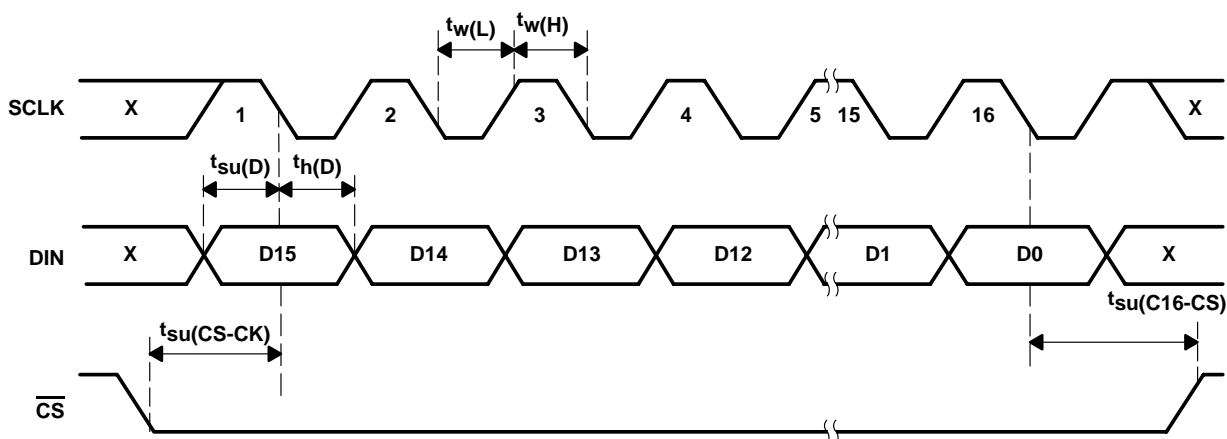 tw(L) tw(H)
SCLK X 1 2 3 4 5 15 16 X
tsu(D) th(D)
DIN X D15 D14 D13 D12 D1 D0 X
tsu(CS-CK) tsu(C16-CS)
CS